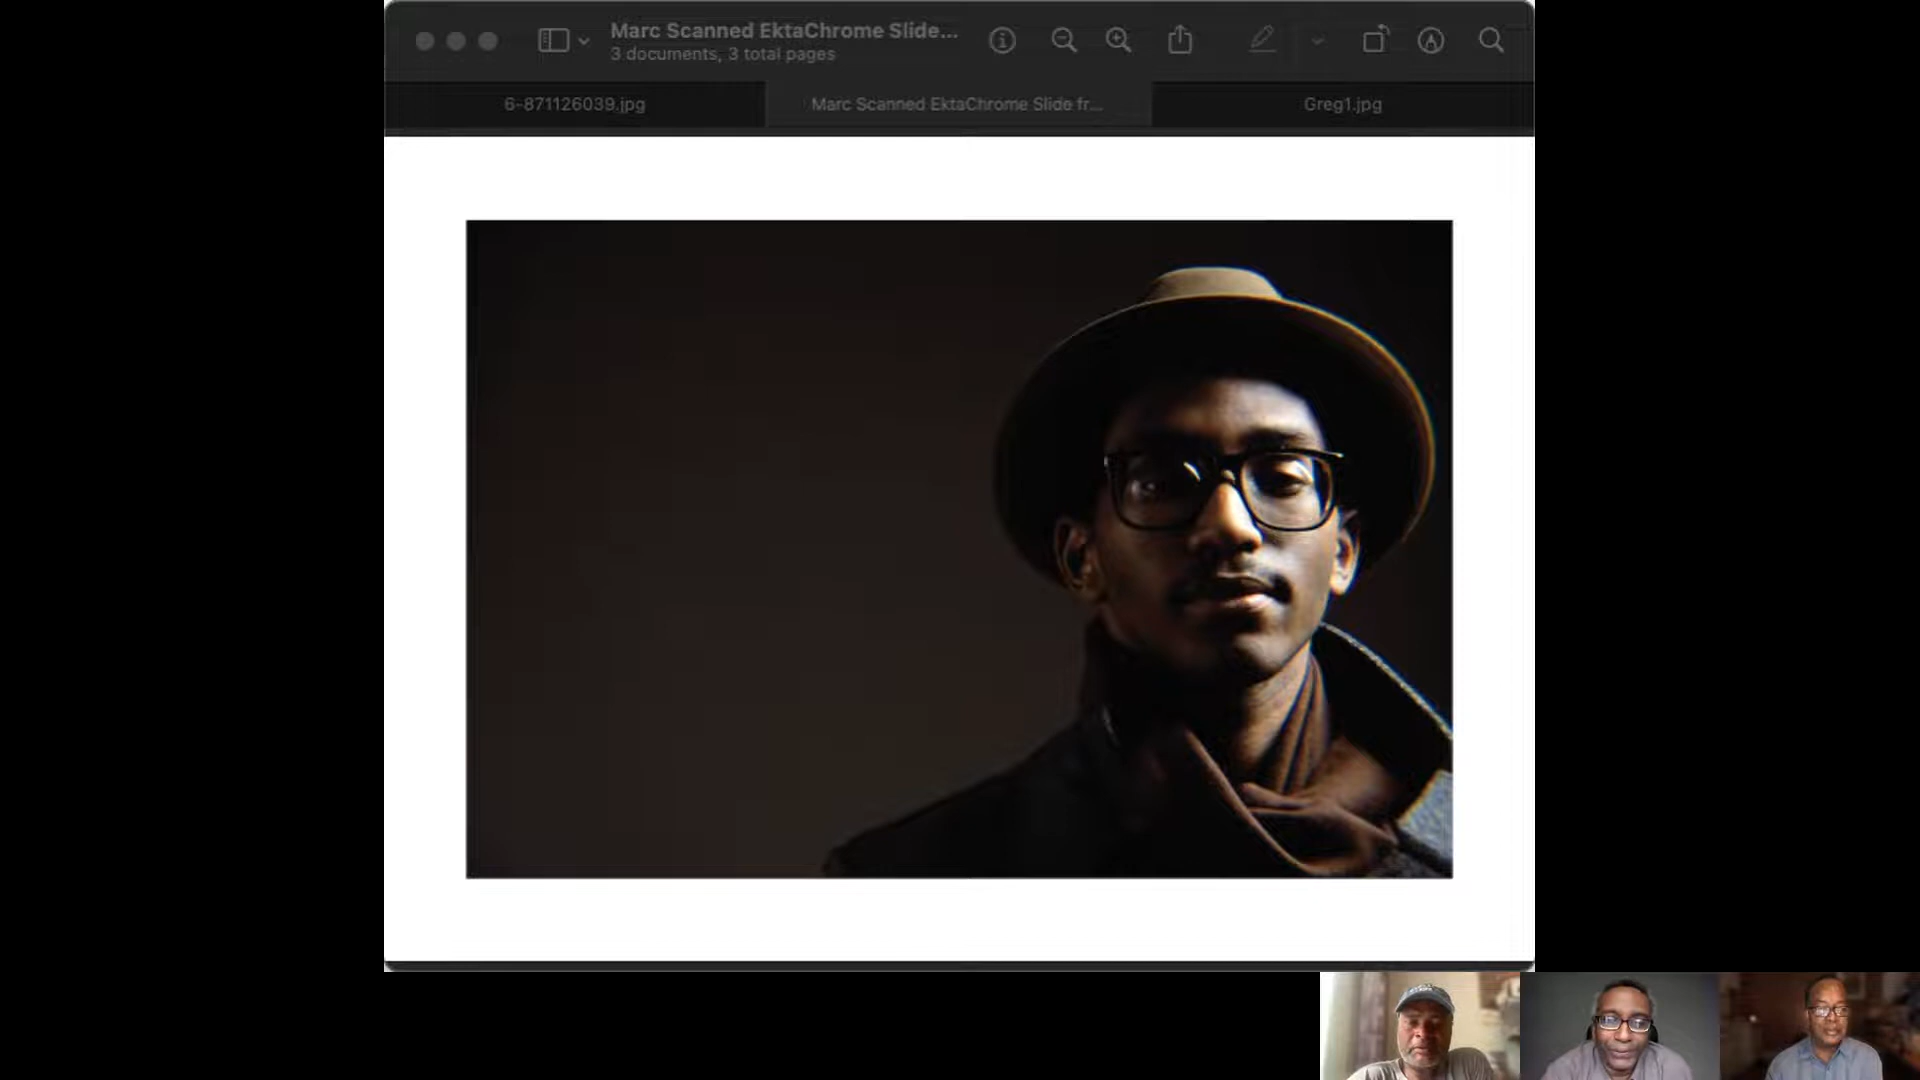 Marc Scanned EktaChrome Slide...
3 documents, 3 total pages
6-871126039.jpg
Marc Scanned EktaChrome Slide fr...
Greg1.jpg